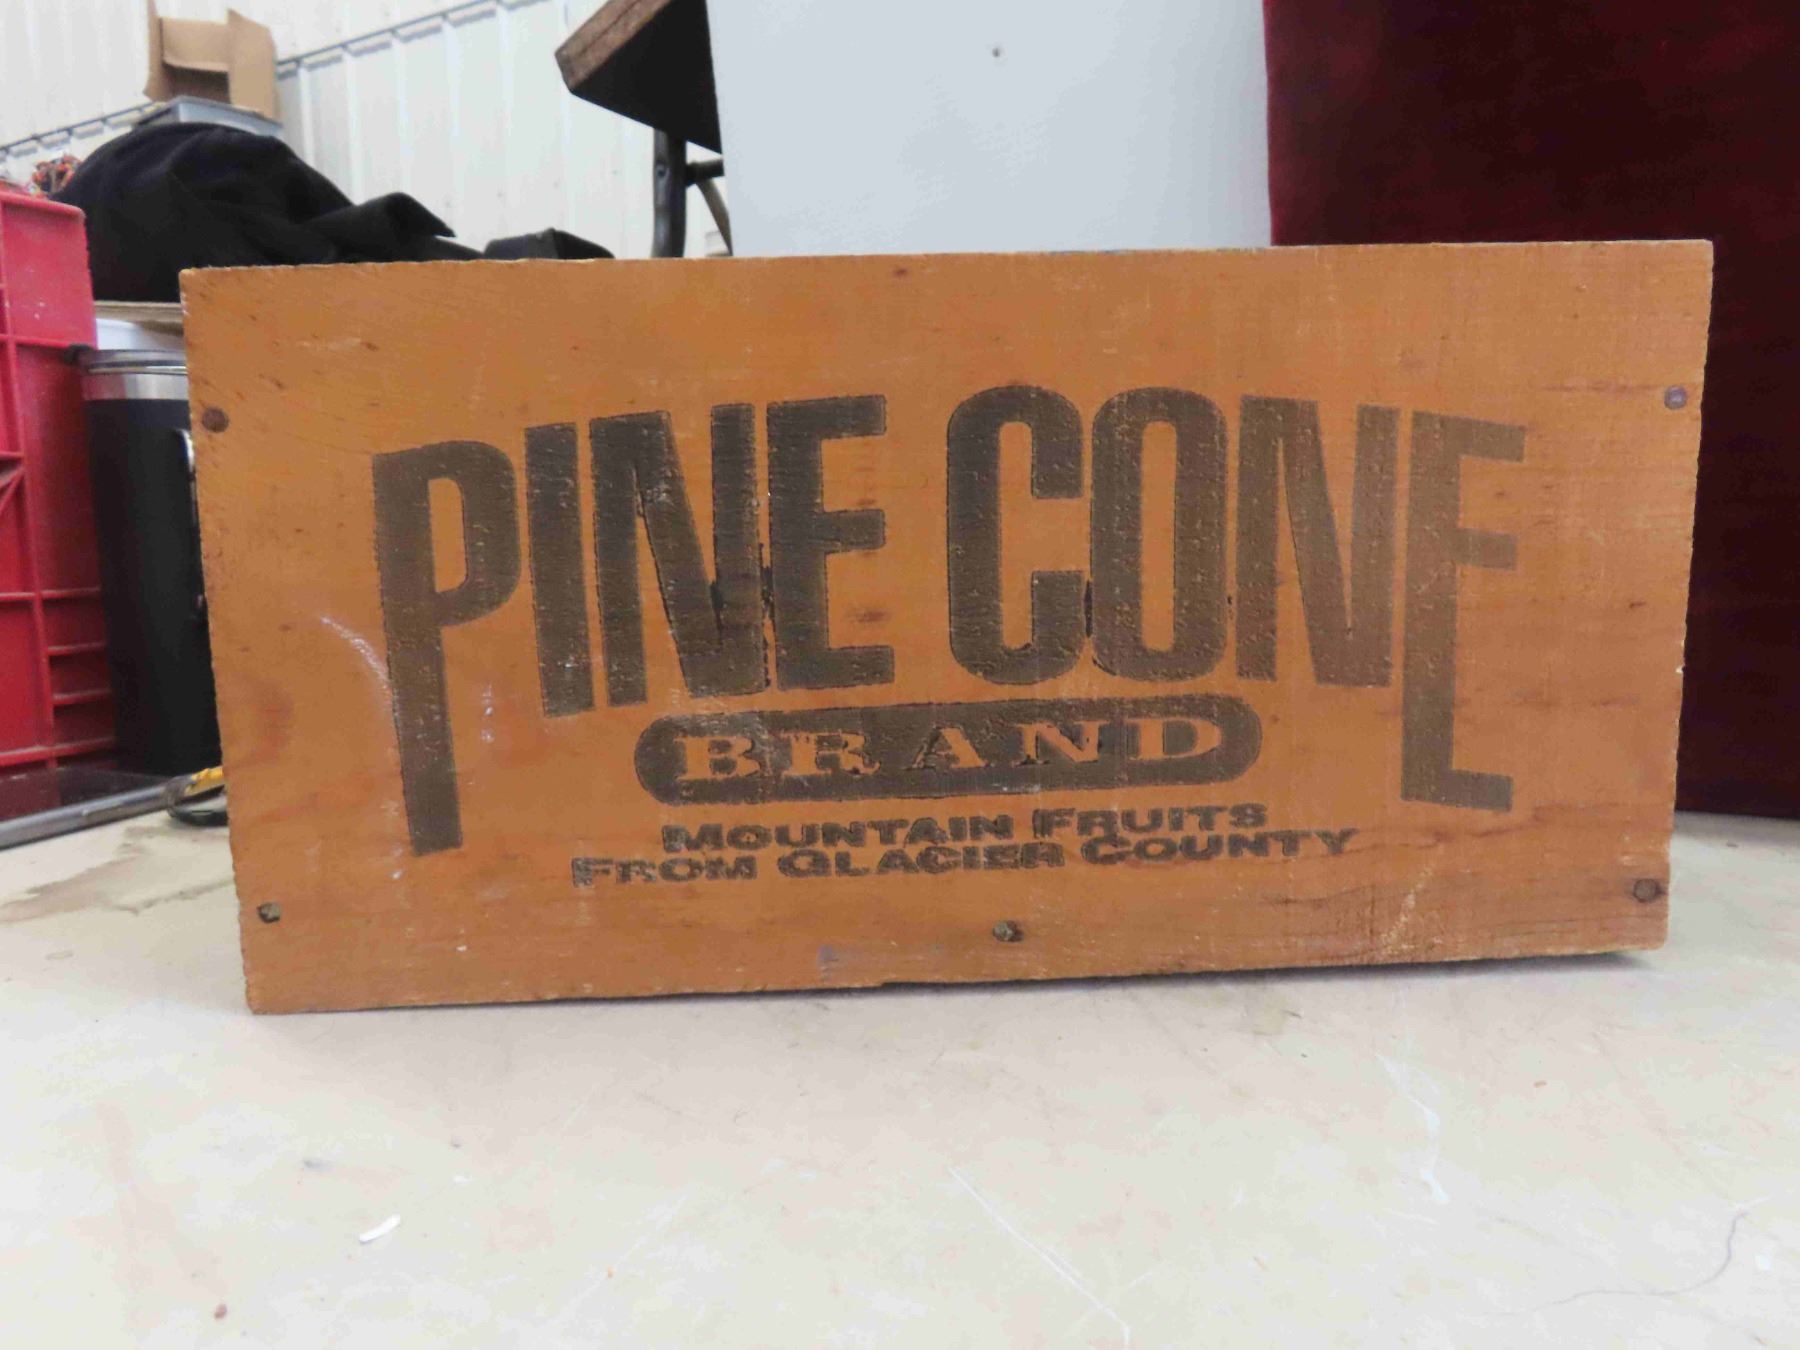 PINE CONE
BRAND
MOUNTAIN FRUITS
FROM GLACIER COUNTY